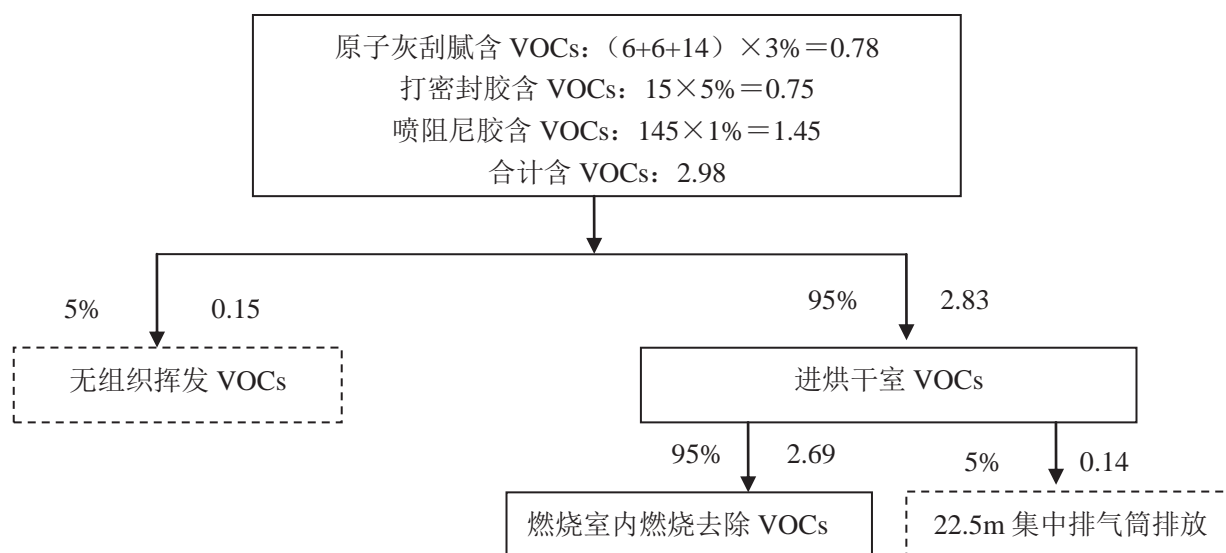 原子灰刮腻含 VOCs：（6+6+14）×3%＝0.78
打密封胶含 VOCs：15×5%＝0.75
喷阻尼胶含 VOCs：145×1%＝1.45
合计含 VOCs：2.98
5% 0.15
95% 2.83
无组织挥发 VOCs
进烘干室 VOCs
95% 2.69
5% 0.14
燃烧室内燃烧去除 VOCs
22.5m 集中排气筒排放